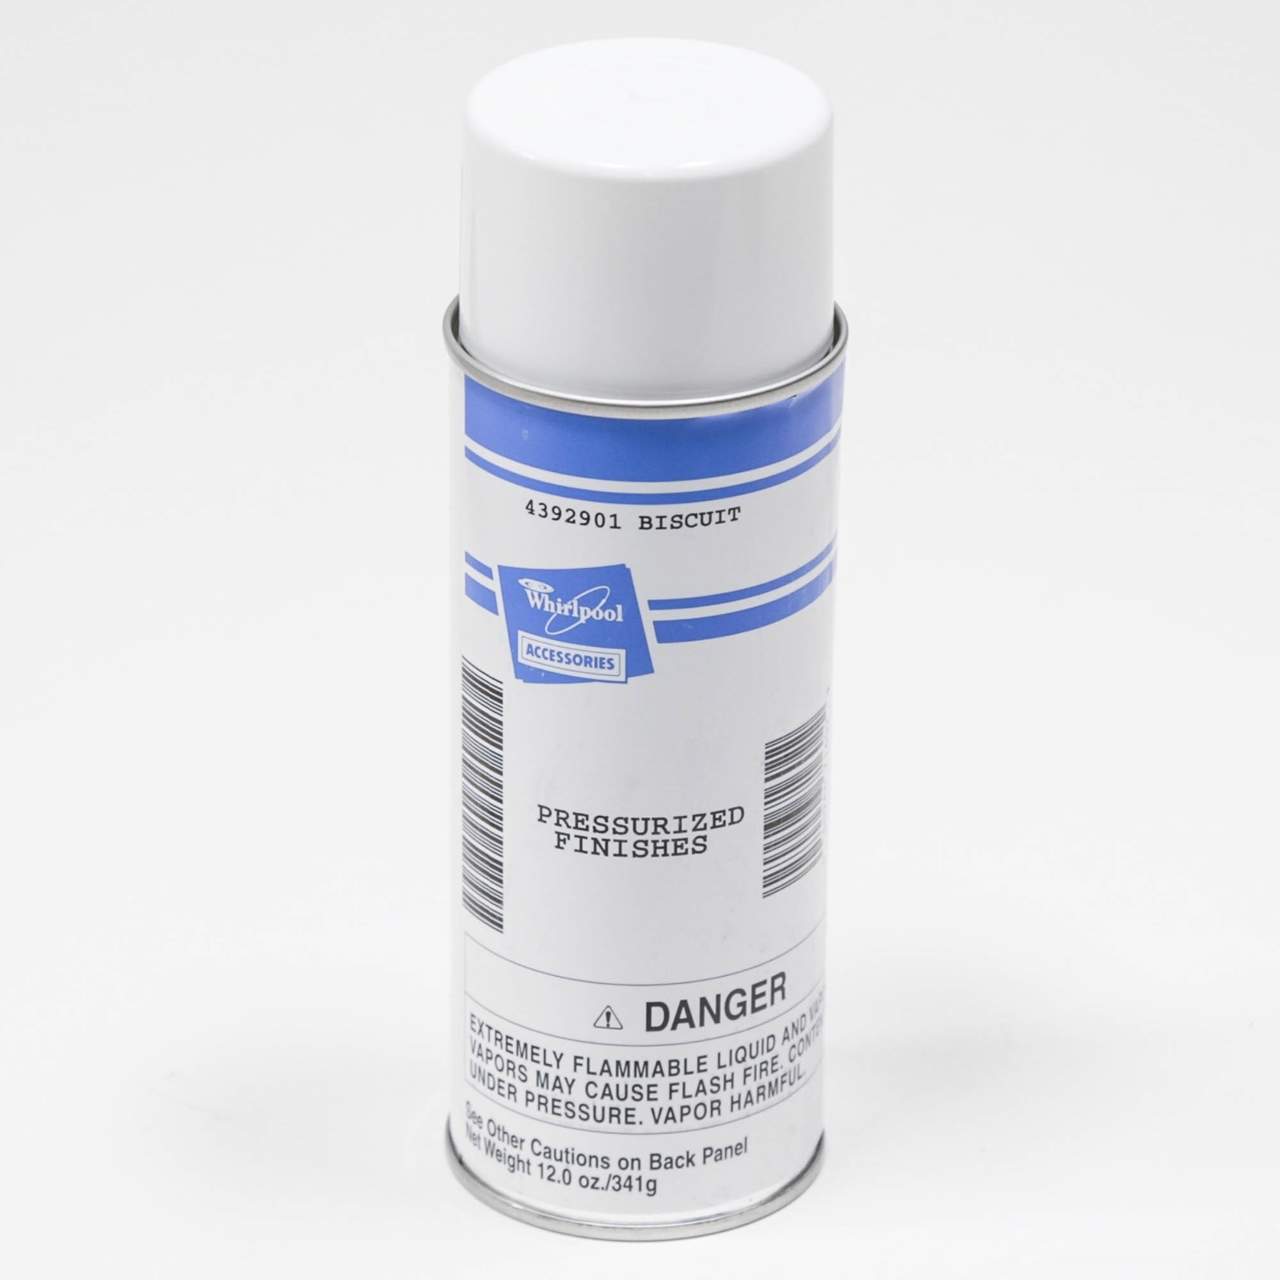 4392901 BISCUIT
Whirlpool
ACCESSORIES
PRESSURIZED
FINISHES
DANGER
EXTREMELY FLAMMABLE LIQUID AND
VAPORS MAY CAUSE FLASH FIRE.
UNDER PRESSURE. VAPOR HARMFUL.
See Other Cautions on Back Panel
Net Weight 12.0 oz./341g